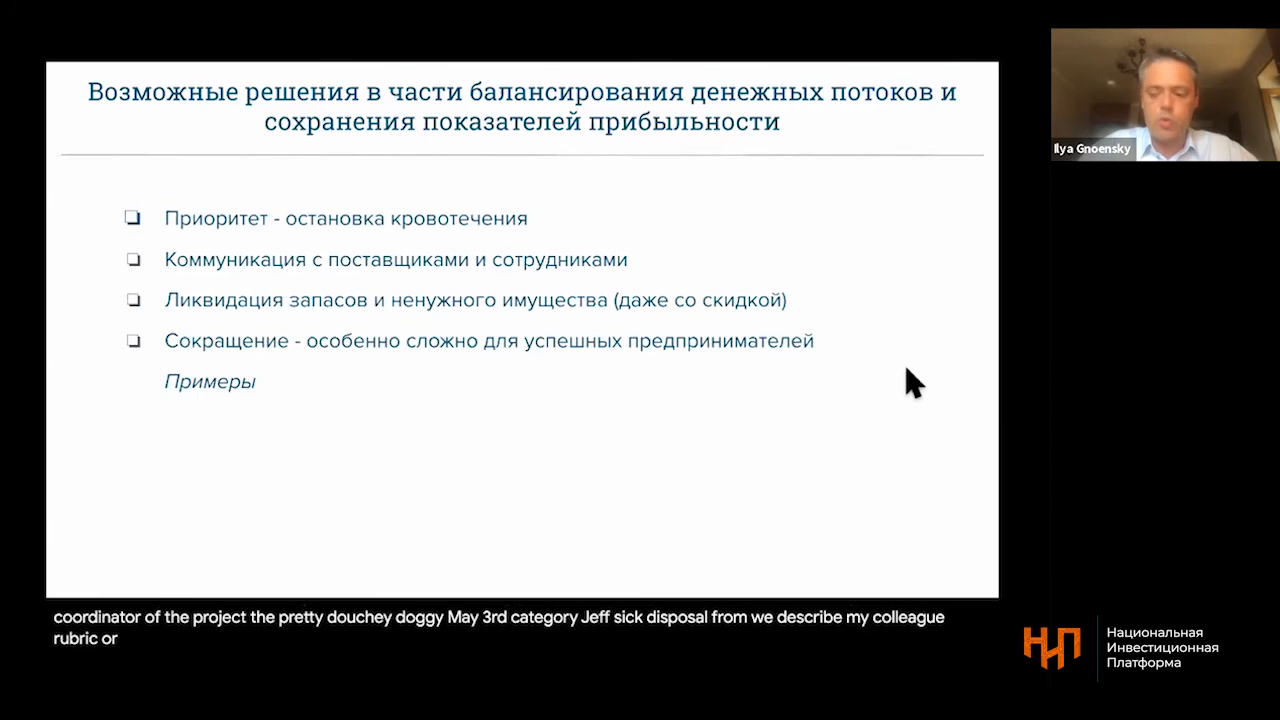 Возможные решения в части балансирования денежных потоков и
сохранения показателей прибыльности
Приоритет - остановка кровотечения
Коммуникация с поставщиками и сотрудниками
Ликвидация запасов и ненужного имущества (даже со скидкой)
Сокращение - особенно сложно для успешных предпринимателей
Примеры
Ilya Gnoensky
coordinator of the project the pretty douchey doggy May 3rd category Jeff sick disposal from we describe my colleague
rubric or
НИП
Национальная
Инвестиционная
Платформа